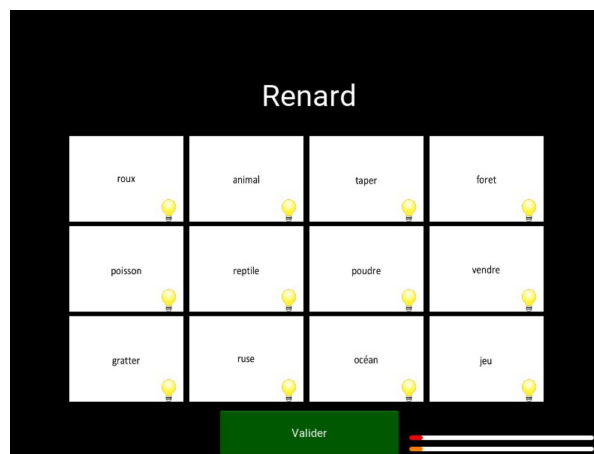 Renard
roux animal taper foret
poisson reptile poudre vendre
gratter ruse océan jeu
Valider